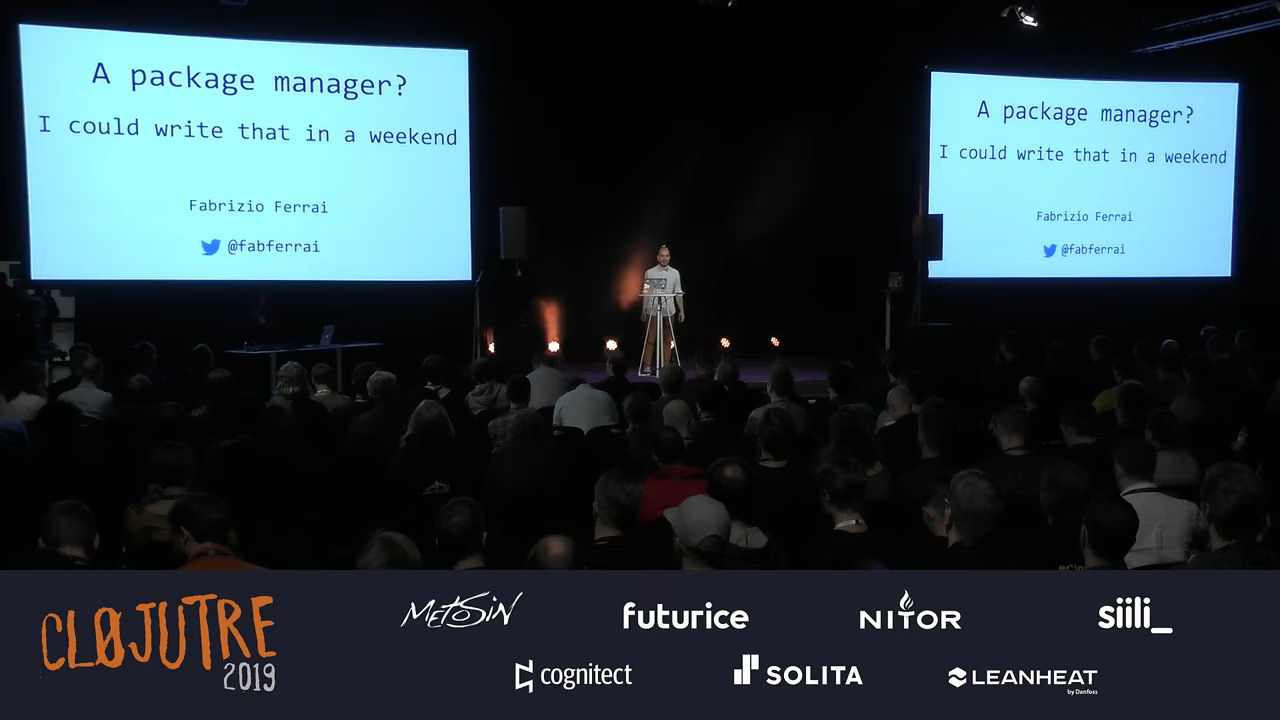 A package manager?
I could write that in a weekend
Fabrizio Ferrai
@fabferrai
A package manager?
I could write that in a weekend
Fabrizio Ferrai
@fabferrai
CLØJUTRE
2019
METOSIN
futurice
NITOR
siili_
cognitect
SOLITA
LEANHEAT
by Danfoss